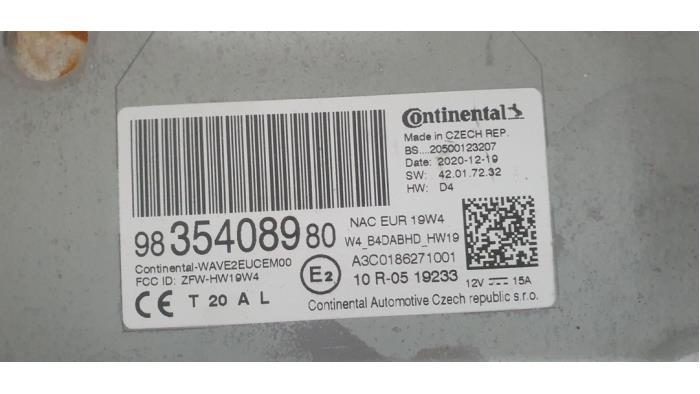 Continental
Made in CZECH REP.
BS....20500123207
Date: 2020-12-19
SW: 42.01.72.32
HW: D4
98 35408980
NAC EUR 19W4
W4_B4DABHD_HW19
Continental-WAVE2EUCEM00
FCC ID: ZFW-HW19W4
A3C0186271001
E2
10 R-05 19233
12V 15A
CE T 20 A L
Continental Automotive Czech republic s.r.o.